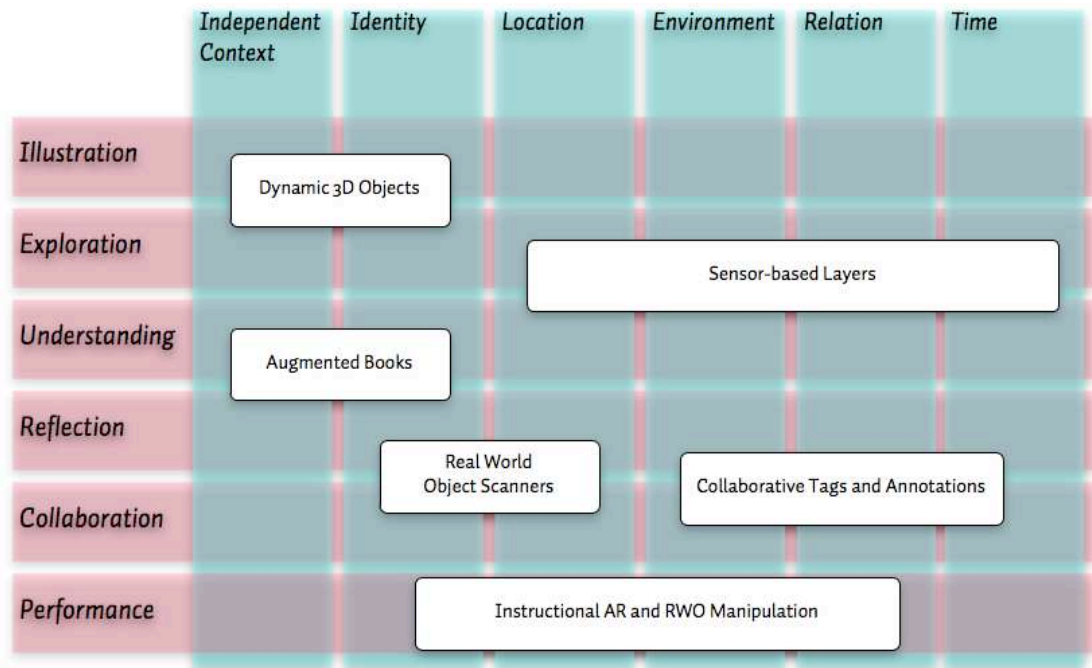 Independent
Context
Identity
Location
Environment
Relation
Time
Illustration
Dynamic 3D Objects
Exploration
Sensor-based Layers
Understanding
Augmented Books
Reflection
Real World
Object Scanners
Collaborative Tags and Annotations
Collaboration
Performance
Instructional AR and RWO Manipulation